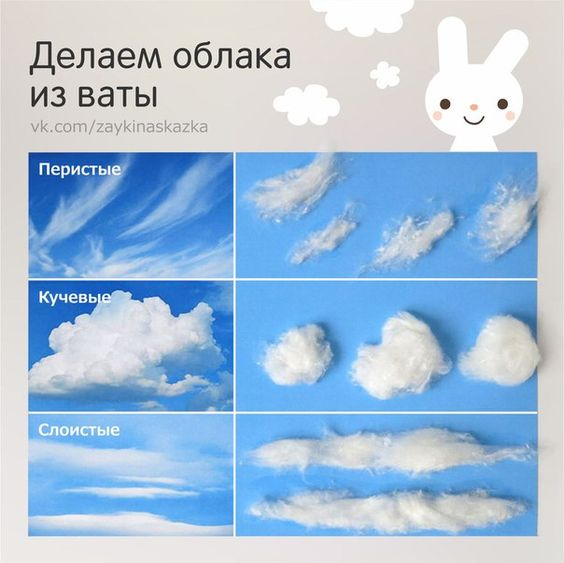 Делаем облака
из ваты
vk.com/zaykinaskazka
Перистые
Кучевые
Слоистые